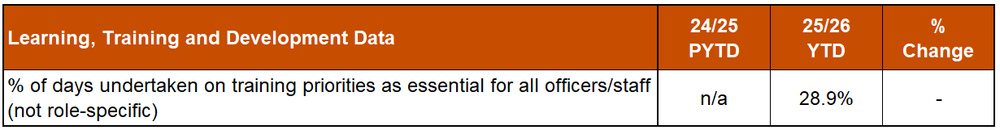 Learning, Training and Development Data
24/25
PYTD
25/26
YTD
%
Change
% of days undertaken on training priorities as essential for all officers/staff
(not role-specific)
n/a
28.9%
-